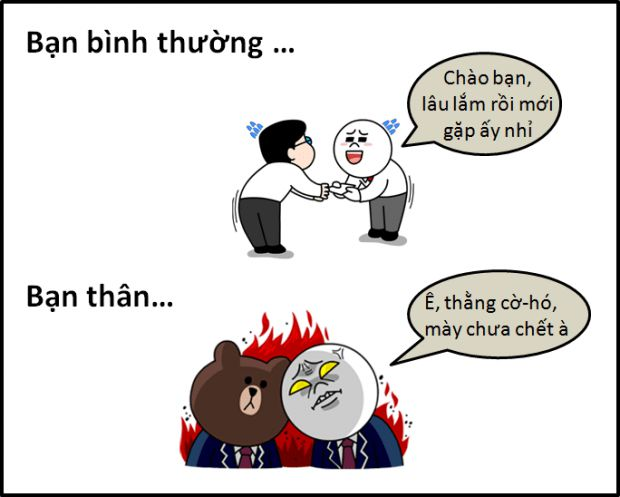 Bạn bình thường ...
Chào bạn,
lâu lắm rồi mới
gặp ấy nhỉ
Bạn thân...
Ê, thằng cờ-hó,
mày chưa chết à